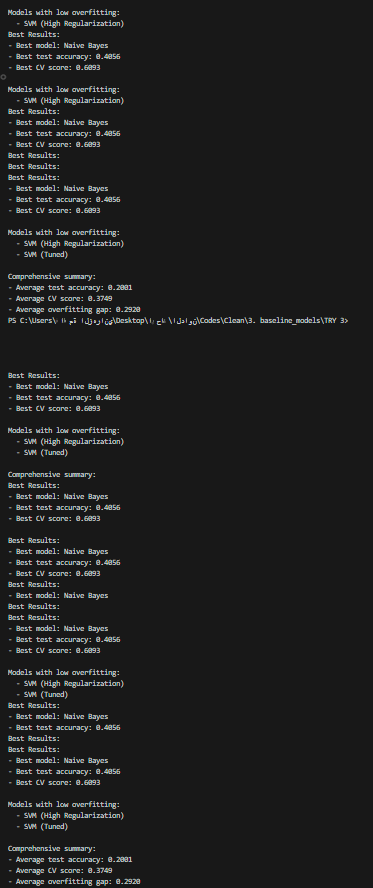 Models with low overfitting:
- SVM (High Regularization)
Best Results:
- Best model: Naive Bayes
- Best test accuracy: 0.4056
- Best CV score: 0.6093
Models with low overfitting:
- SVM (High Regularization)
Best Results:
- Best model: Naive Bayes
- Best test accuracy: 0.4056
- Best CV score: 0.6093
Best Results:
Best Results:
Best Results:
- Best model: Naive Bayes
- Best test accuracy: 0.4056
- Best CV score: 0.6093
Models with low overfitting:
- SVM (High Regularization)
- SVM (Tuned)
Comprehensive summary:
- Average test accuracy: 0.2001
- Average CV score: 0.3749
- Average overfitting gap: 0.2920
PS C:\Users\ \Desktop\ \Codes\Clean\3. baseline_models\TRY 3>
Best Results:
- Best model: Naive Bayes
- Best test accuracy: 0.4056
- Best CV score: 0.6093
Models with low overfitting:
- SVM (High Regularization)
- SVM (Tuned)
Comprehensive summary:
Best Results:
- Best model: Naive Bayes
- Best test accuracy: 0.4056
- Best CV score: 0.6093
Best Results:
- Best model: Naive Bayes
- Best test accuracy: 0.4056
- Best CV score: 0.6093
Best Results:
- Best model: Naive Bayes
Best Results:
Best Results:
- Best model: Naive Bayes
- Best test accuracy: 0.4056
- Best CV score: 0.6093
Models with low overfitting:
- SVM (High Regularization)
- SVM (Tuned)
Best Results:
- Best model: Naive Bayes
- Best test accuracy: 0.4056
Best Results:
Best Results:
- Best model: Naive Bayes
- Best test accuracy: 0.4056
- Best CV score: 0.6093
Models with low overfitting:
- SVM (High Regularization)
- SVM (Tuned)
Comprehensive summary:
- Average test accuracy: 0.2001
- Average CV score: 0.3749
- Average overfitting gap: 0.2920